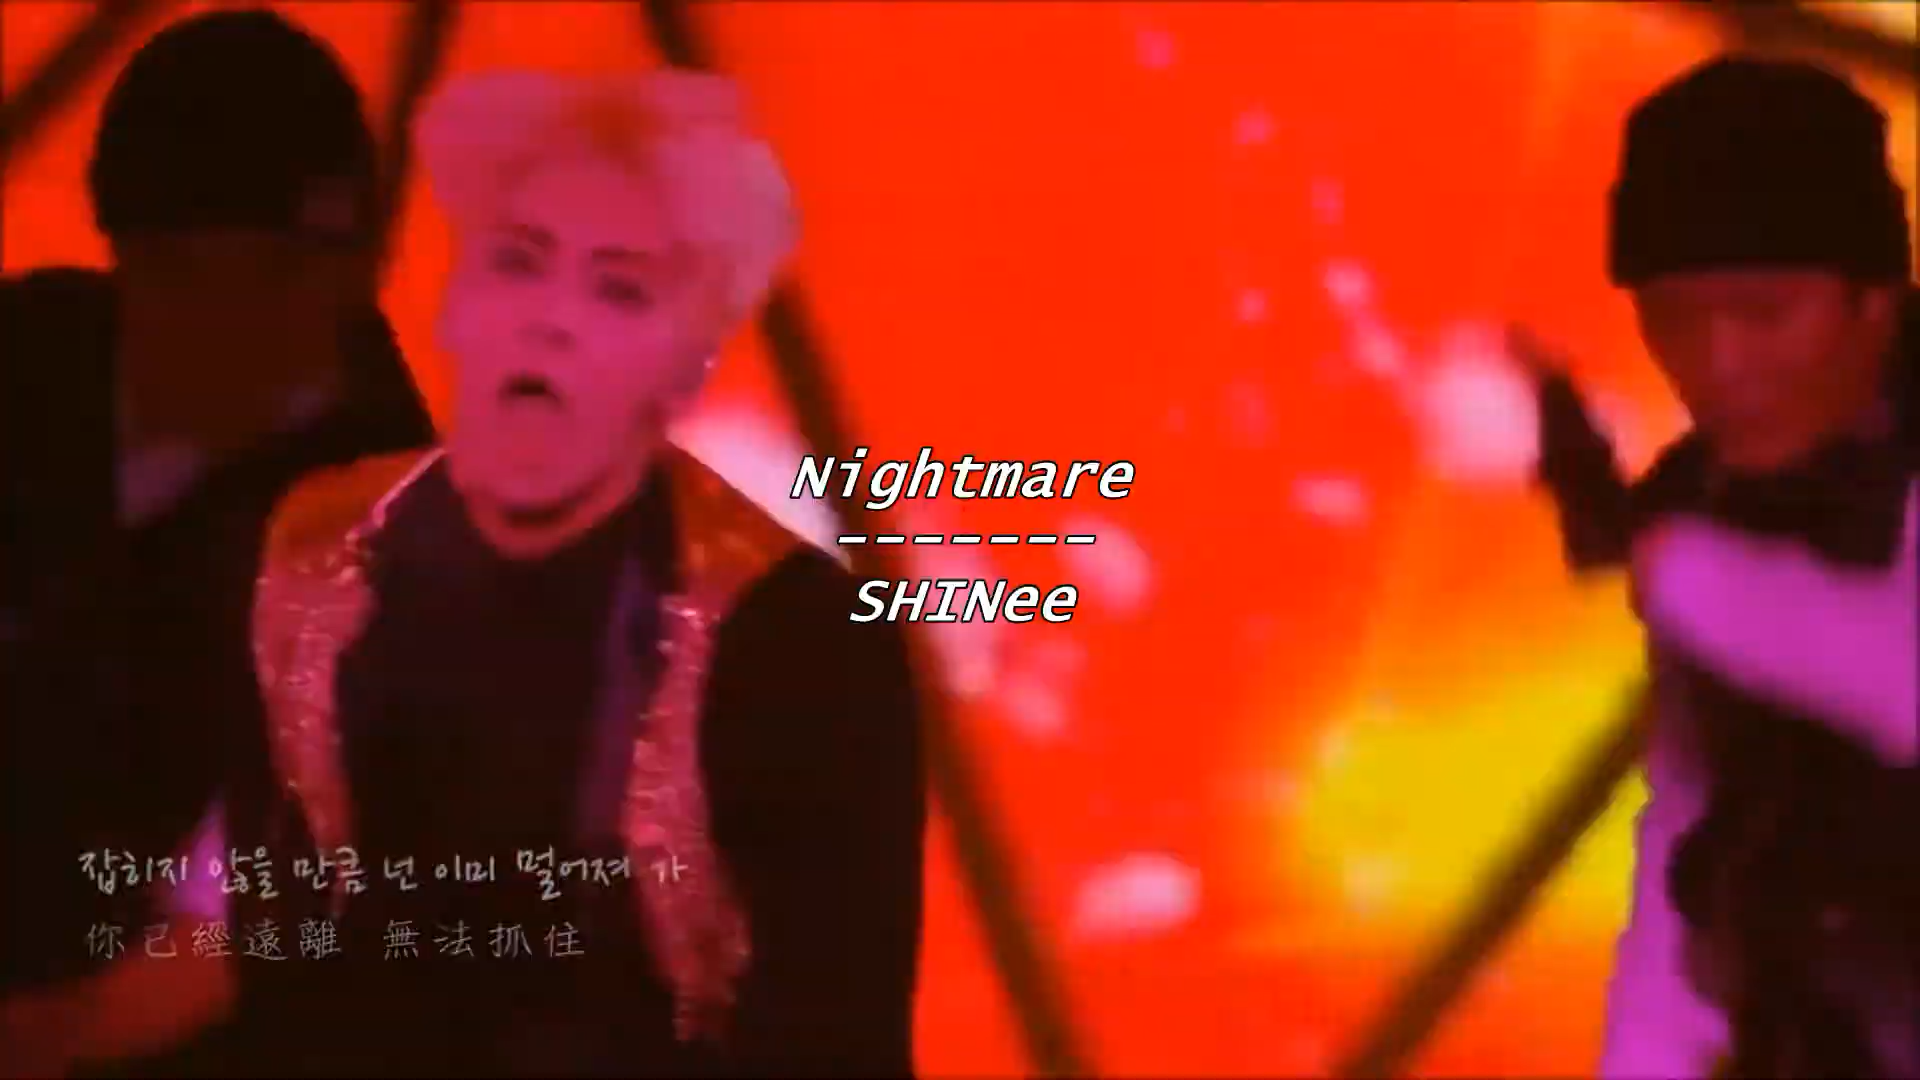 Nightmare
-------
SHINee
잡히지 않을 만큼 넌 이미 멀어져 가
你已經遠離 無法抓住